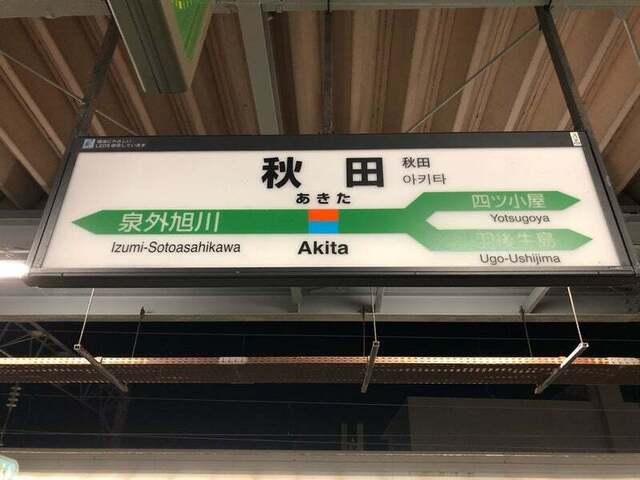 秋田
秋田
아키타
あきた
Akita
泉外旭川
Izumi-Sotoasahikawa
四ツ小屋
Yotsugoya
羽後牛島
Ugo-Ushijima